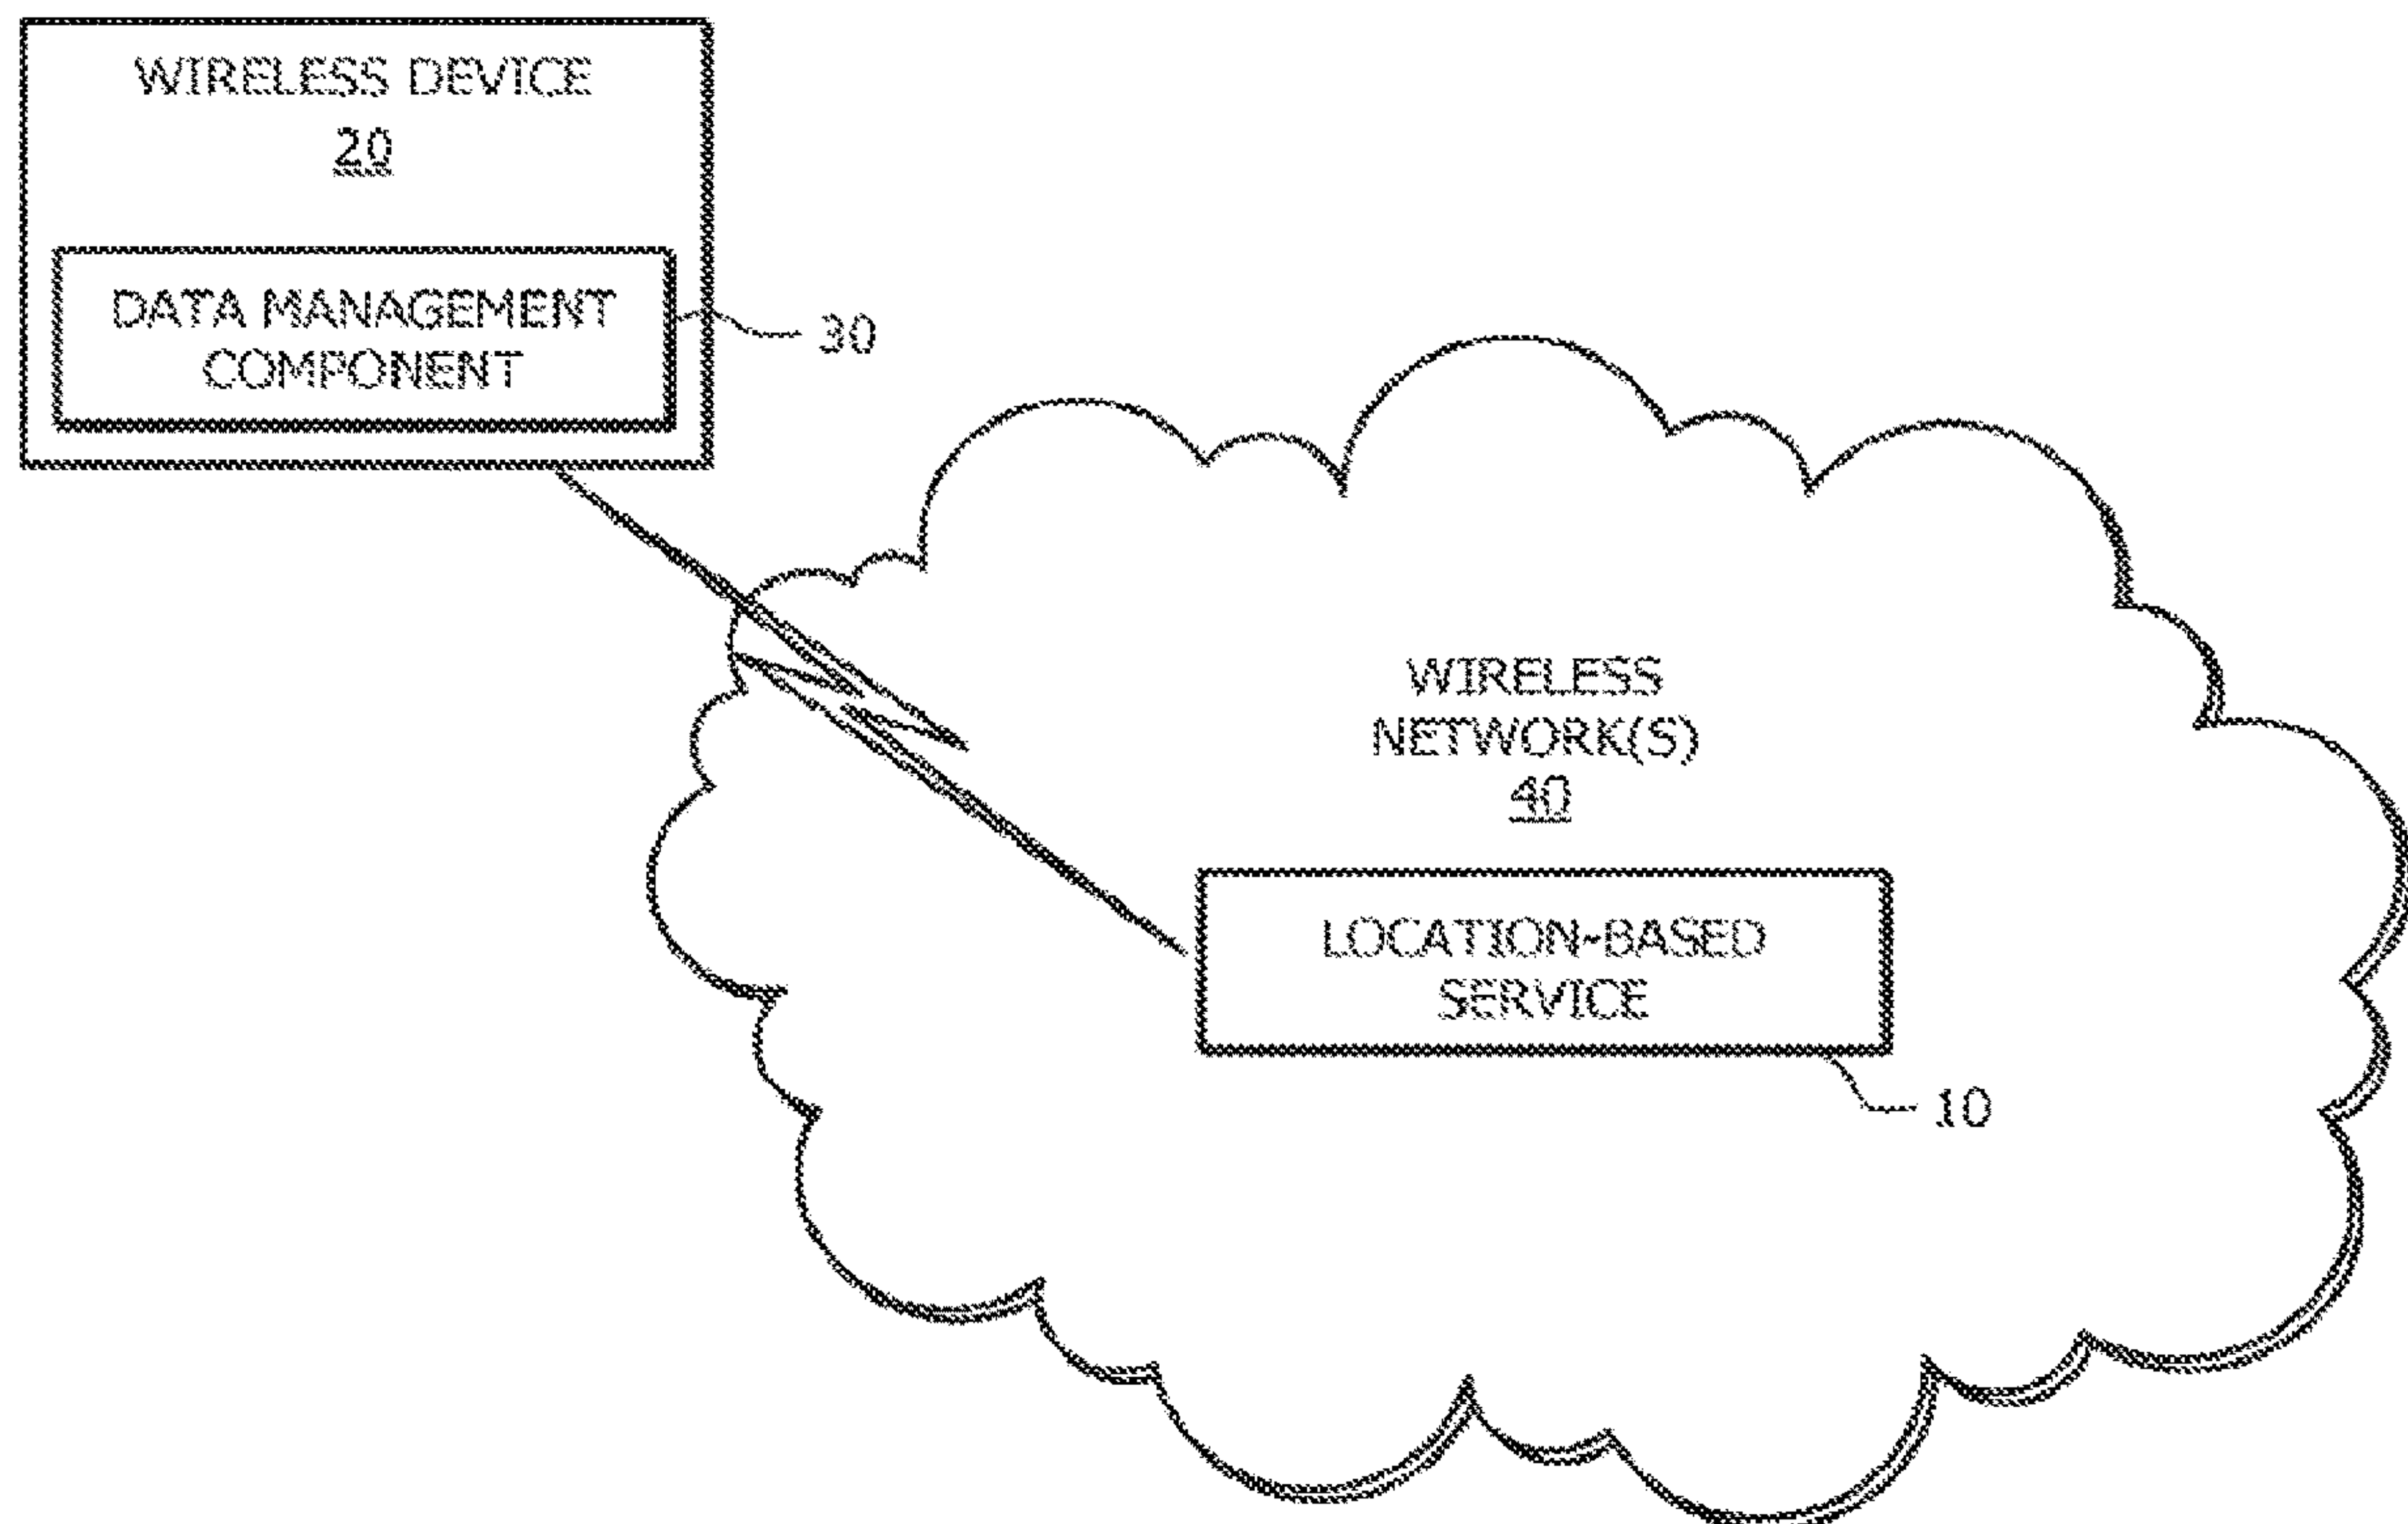 WIRELESS DEVICE
20
DATA MANAGEMENT
COMPONENT
30
WIRELESS
NETWORK(S)
40
LOCATION-BASED
SERVICE
10